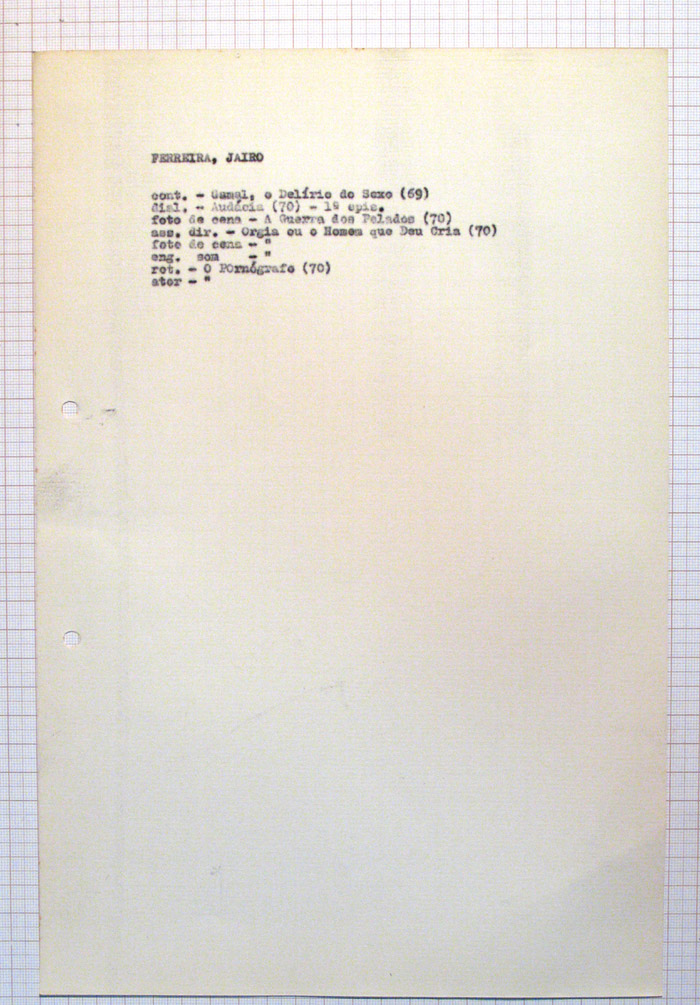 FERREIRA, JAIRO
cont. - Gamal, o Delírio do Sexo (69)
dial. - Audácia (70) - 1º epis.
foto de cena - A Guerra dos Pelados (70)
ass. dir. - Orgia ou o Homem que Deu Cria (70)
foto de cena - "
eng. som - "
rot. - O POrnógrafo (70)
ator - "